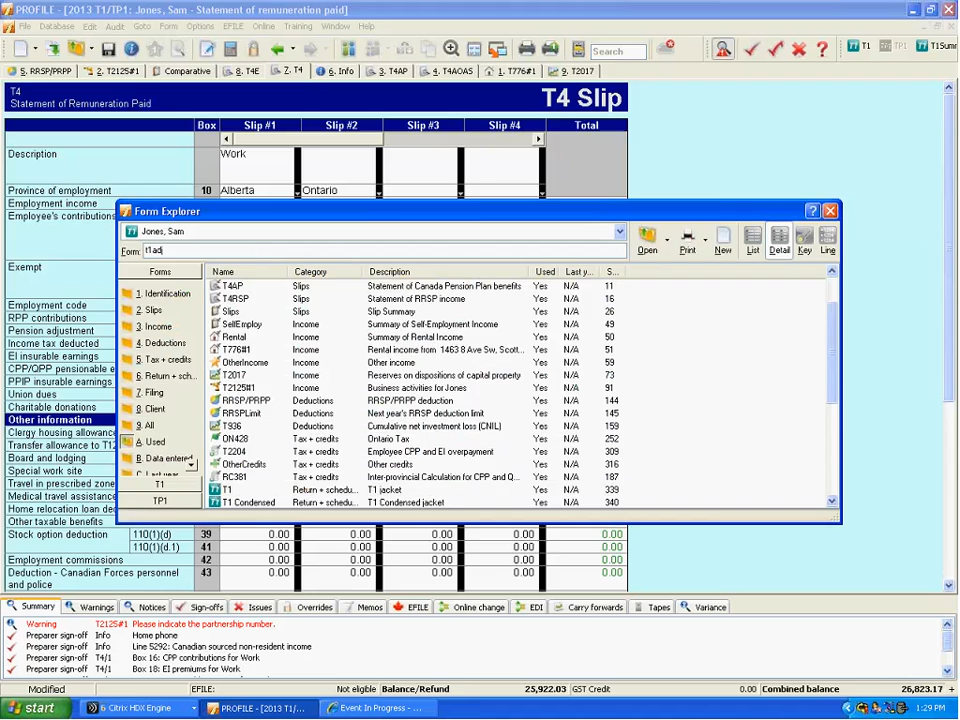 PROFILE - [2013 T1/TP1: Jones, Sam - Statement of remuneration paid]
File Database Edit Audit GoTo Form Options EFILE Online Training Window Help
Search T1 TP1 T1Summ
5. RRSP/PRPP 2. T2125#1 Comparative 8. T4E 7. T4 6. Info 3. T4AP 4. T4AOAS 1. T776#1 9. T2017
T4
Statement of Remuneration Paid
T4 Slip
Box Slip #1 Slip #2 Slip #3 Slip #4 Total
Description Work
Province of employment 10 Alberta Ontario
Employment income
Employee's contributions
Exempt
Employment code
RPP contributions
Pension adjustment
Income tax deducted
EI insurable earnings
CPP/QPP pensionable e
PPIP insurable earnings
Union dues
Charitable donations
Other information
Clergy housing allowance
Transfer allowance to T1
Board and lodging
Special work site
Travel in prescribed zone
Medical travel assistance
Home relocation loan de
Other taxable benefits
Stock option deduction 110(1)(d) 39 0.00 0.00 0.00 0.00 0.00
110(1)(d.1) 41 0.00 0.00 0.00 0.00 0.00
Employment commissions 42 0.00 0.00 0.00 0.00 0.00
Deduction - Canadian Forces personnel and police 43 0.00 0.00 0.00 0.00 0.00
Form Explorer
Jones, Sam
Form: t1adj
Open Print New List Detail Key Line
Forms
1. Identification
2. Slips
3. Income
4. Deductions
5. Tax + credits
6. Return + sch...
7. Filing
8. Client
9. All
A. Used
B. Data entered
T1
TP1
Name Category Description Used Last y... S...
T4AP Slips Statement of Canada Pension Plan benefits Yes N/A 11
T4RSP Slips Statement of RRSP income Yes N/A 16
Slips Slips Slip Summary Yes N/A 26
SelfEmploy Income Summary of Self-Employment Income Yes N/A 49
Rental Income Summary of Rental Income Yes N/A 50
T776#1 Income Rental income from 1463 8 Ave Sw, Scott... Yes N/A 51
OtherIncome Income Other income Yes N/A 59
T2017 Income Reserves on dispositions of capital property Yes N/A 73
T2125#1 Income Business activities for Jones Yes N/A 91
RRSP/PRPP Deductions RRSP/PRPP deduction Yes N/A 144
RRSPLimit Deductions Next year's RRSP deduction limit Yes N/A 145
T936 Deductions Cumulative net investment loss (CNIL) Yes N/A 159
ON428 Tax + credits Ontario Tax Yes N/A 252
T2204 Tax + credits Employee CPP and EI overpayment Yes N/A 309
OtherCredits Tax + credits Other credits Yes N/A 316
RC381 Tax + credits Inter-provincial Calculation for CPP and Q... Yes N/A 187
T1 Return + schedu... T1 jacket Yes N/A 339
T1 Condensed Return + schedu... T1 Condensed jacket Yes N/A 340
Summary Warnings Notices Sign-offs Issues Overrides Memos EFILE Online change EDI Carry forwards Tapes Variance
Warning T2125#1 Please indicate the partnership number.
Preparer sign-off Info Home phone
Preparer sign-off Info Line 5292: Canadian sourced non-resident income
Preparer sign-off T4/1 Box 16: CPP contributions for Work
Preparer sign-off T4/1 Box 18: EI premiums for Work
Modified EFILE: Not eligible Balance/Refund 25,922.03 GST Credit 0.00 Combined balance 26,823.17
start 6 Citrix HDX Engine PROFILE - [2013 T1/... Event In Progress - ... 1:29 PM